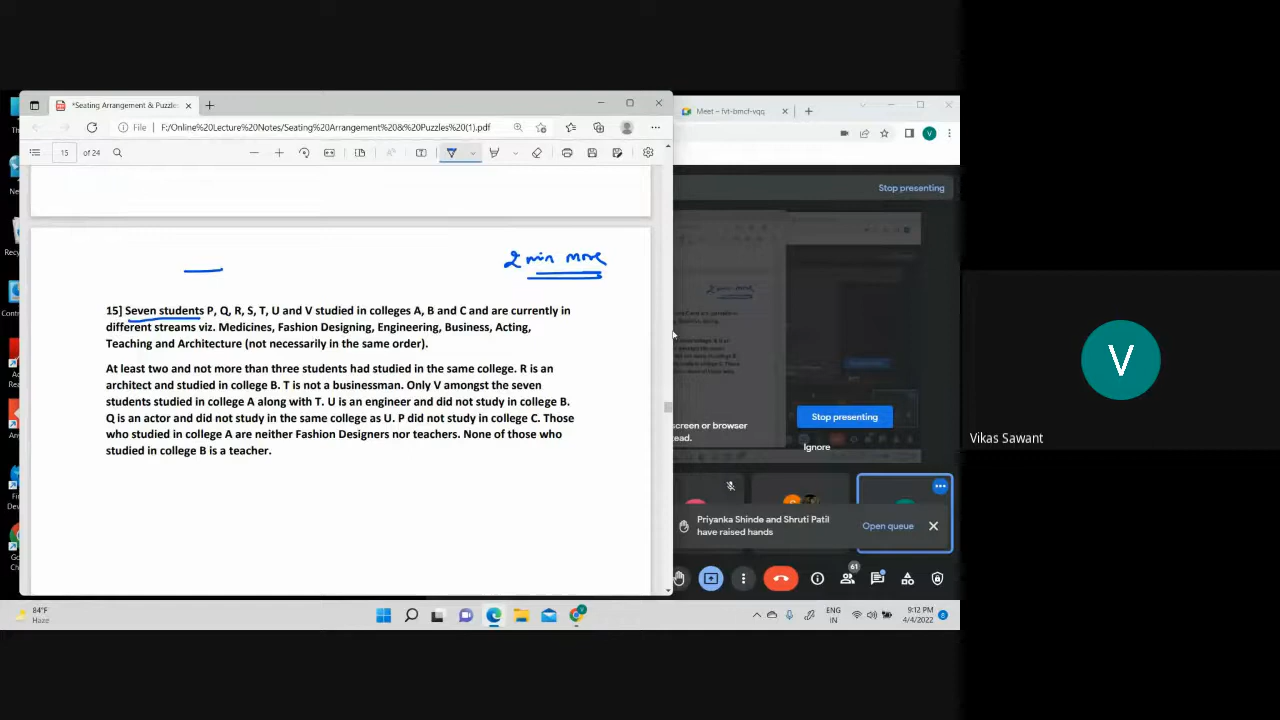 *Seating Arrangement & Puzzles
Meet – fvt-bmcf-vqq
File
F:/Online%20Lecture%20Notes/Seating%20Arrangement%20&%20Puzzles%20(1).pdf
V
15
of 24
Stop presenting
2 min more
15] Seven students P, Q, R, S, T, U and V studied in colleges A, B and C and are currently in
different streams viz. Medicines, Fashion Designing, Engineering, Business, Acting,
Teaching and Architecture (not necessarily in the same order).
At least two and not more than three students had studied in the same college. R is an
architect and studied in college B. T is not a businessman. Only V amongst the seven
students studied in college A along with T. U is an engineer and did not study in college B.
Q is an actor and did not study in the same college as U. P did not study in college C. Those
who studied in college A are neither Fashion Designers nor teachers. None of those who
studied in college B is a teacher.
screen or browser
Stop presenting
Ignore
V
Vikas Sawant
Priyanka Shinde and Shruti Patil
have raised hands
Open queue
61
84°F
Haze
ENG
IN
9:12 PM
4/4/2022